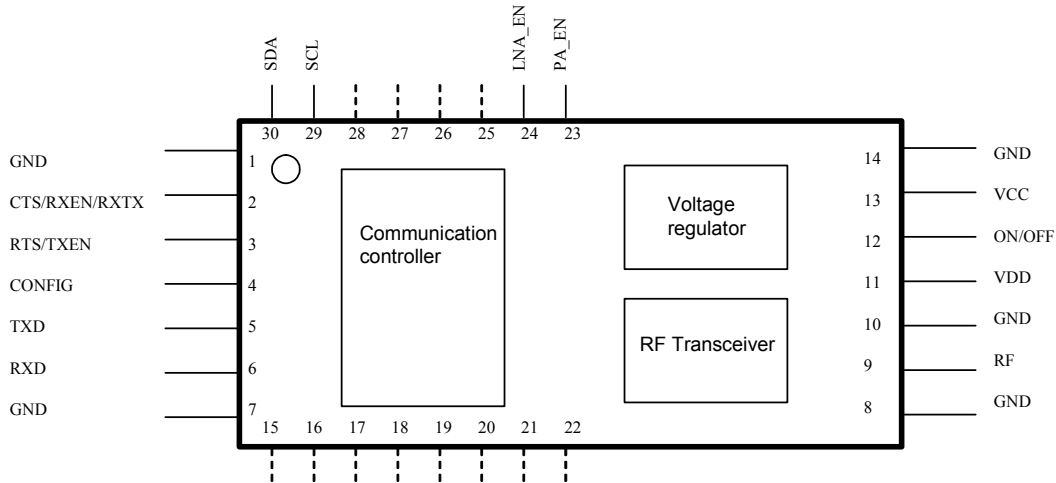 SDA
SCL
LNA_EN
PA_EN
30 29 28 27 26 25 24 23
GND 1
CTS/RXEN/RXTX 2
RTS/TXEN 3
CONFIG 4
TXD 5
RXD 6
GND 7
Communication
controller
Voltage
regulator
RF Transceiver
14 GND
13 VCC
12 ON/OFF
11 VDD
10 GND
9 RF
8 GND
15 16 17 18 19 20 21 22